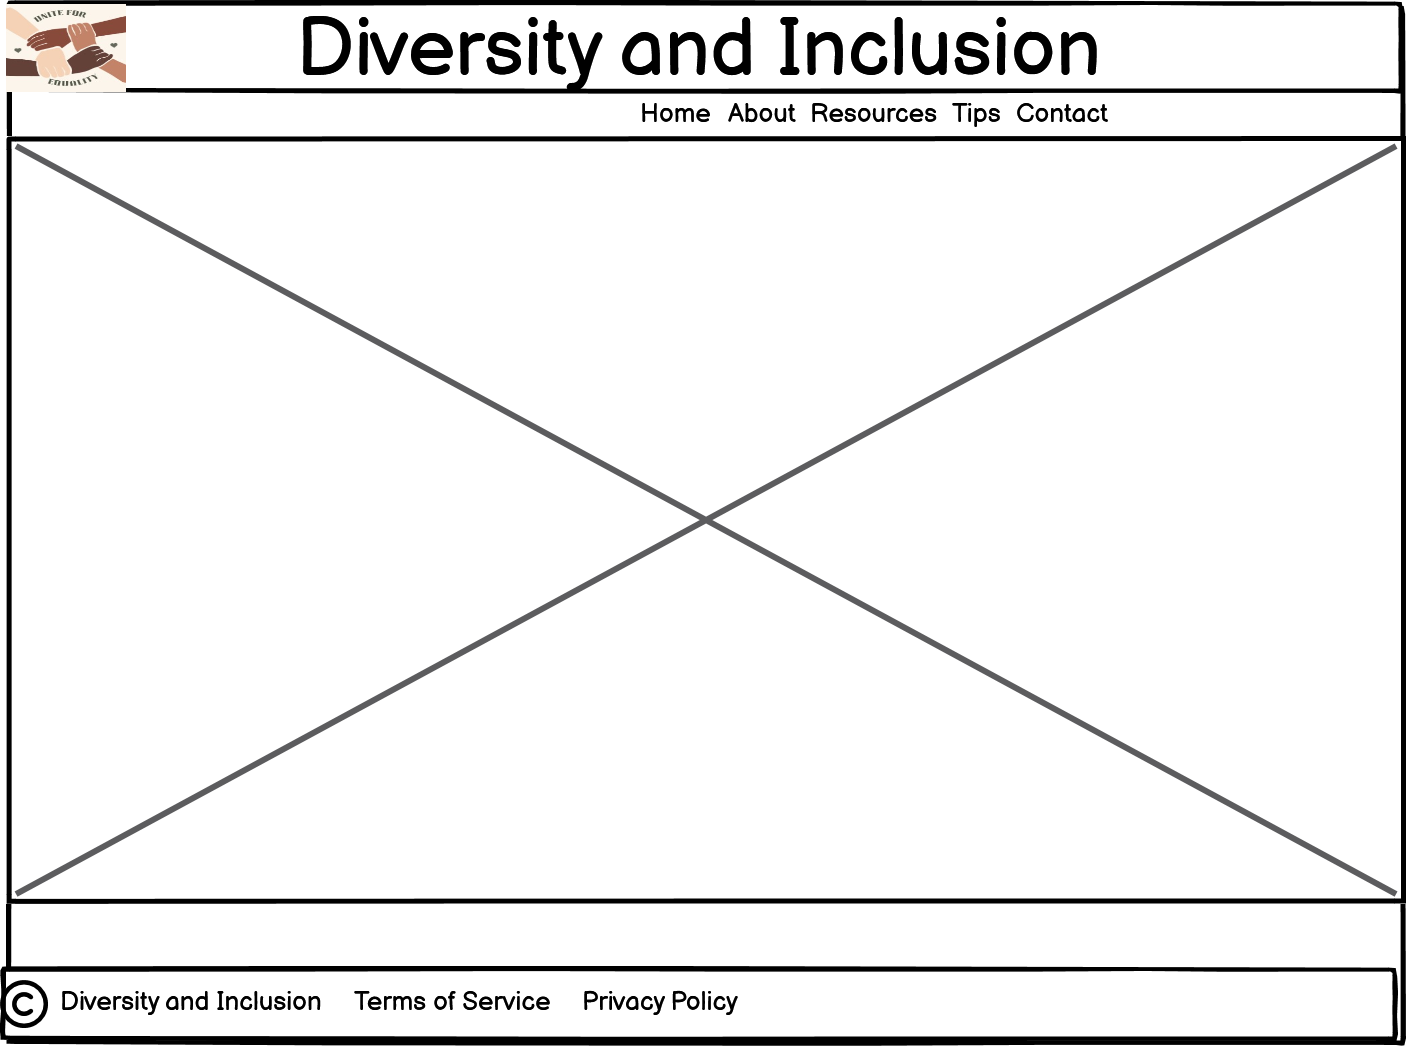 UNITE FOR
EQUALITY
Diversity and Inclusion
Home About Resources Tips Contact
© Diversity and Inclusion Terms of Service Privacy Policy